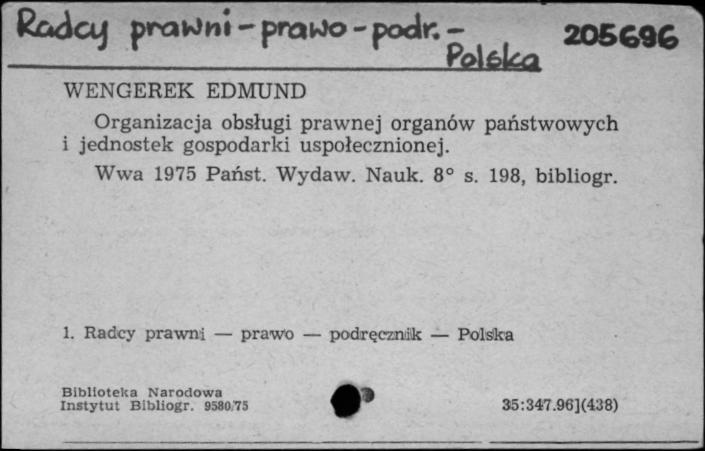 Radcy prawni – prawo – podr. – 205696
Polska
WENGEREK EDMUND
Organizacja obsługi prawnej organów państwowych
i jednostek gospodarki uspołecznionej.
Wwa 1975 Państ. Wydaw. Nauk. 8° s. 198, bibliogr.
1. Radcy prawni — prawo — podręcznik — Polska
Biblioteka Narodowa
Instytut Bibliogr. 9580/75 35:347.96](438)